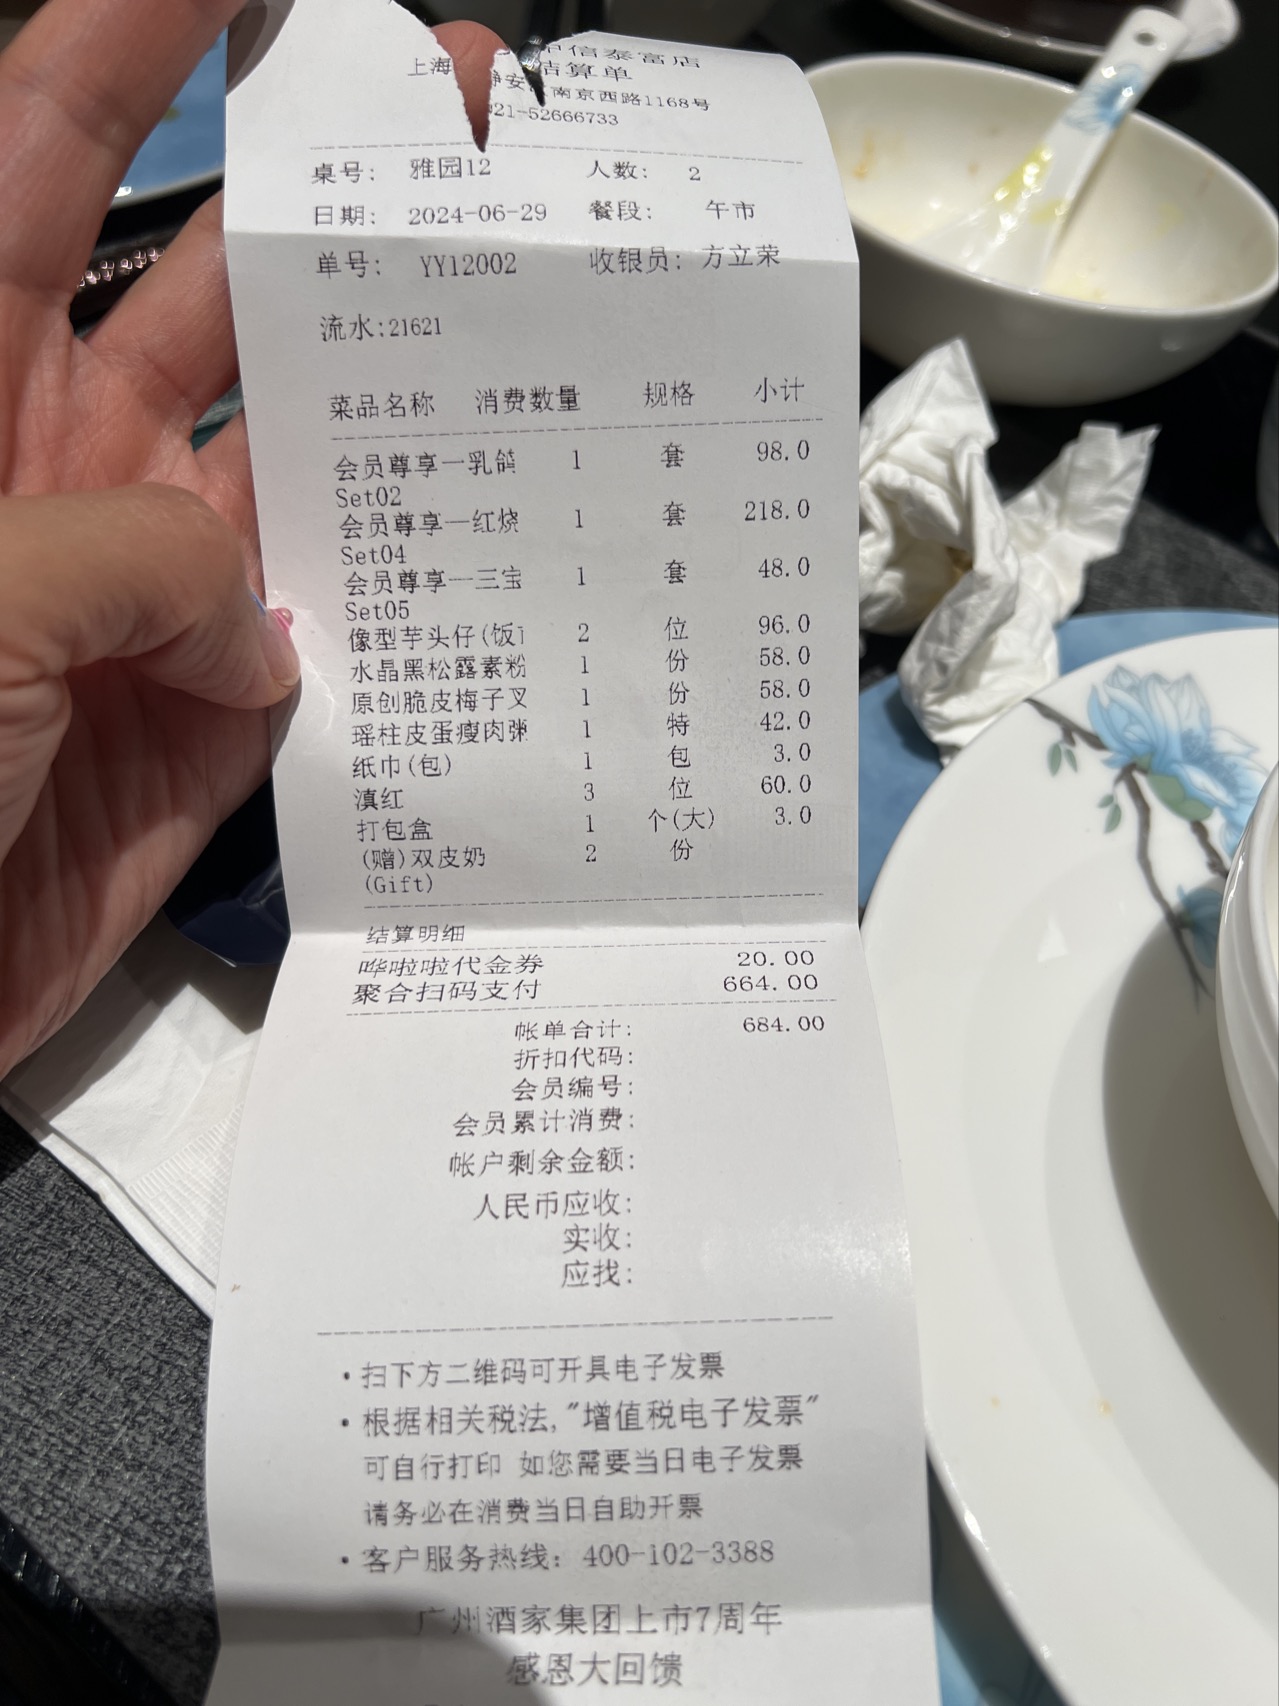 中信泰富店
上海 结算单
静安 南京西路1168号
021-52666733
桌号: 雅园12 人数: 2
日期: 2024-06-29 餐段: 午市
单号: YY12002 收银员: 方立荣
流水:21621
菜品名称 消费数量 规格 小计
会员尊享—乳鸽 1 套 98.0
Set02
会员尊享—红烧 1 套 218.0
Set04
会员尊享—三宝 1 套 48.0
Set05
像型芋头仔(饭 2 位 96.0
水晶黑松露素粉 1 份 58.0
原创脆皮梅子叉 1 份 58.0
瑶柱皮蛋瘦肉粥 1 特 42.0
纸巾(包) 1 包 3.0
滇红 3 位 60.0
打包盒 1 个(大) 3.0
(赠)双皮奶 2 份
(Gift)
结算明细
哗啦啦代金券 20.00
聚合扫码支付 664.00
帐单合计: 684.00
折扣代码:
会员编号:
会员累计消费:
帐户剩余金额:
人民币应收:
实收:
应找:
·扫下方二维码可开具电子发票
·根据相关税法,"增值税电子发票"
可自行打印 如您需要当日电子发票
请务必在消费当日自助开票
·客户服务热线: 400-102-3388
广州酒家集团上市7周年
感恩大回馈